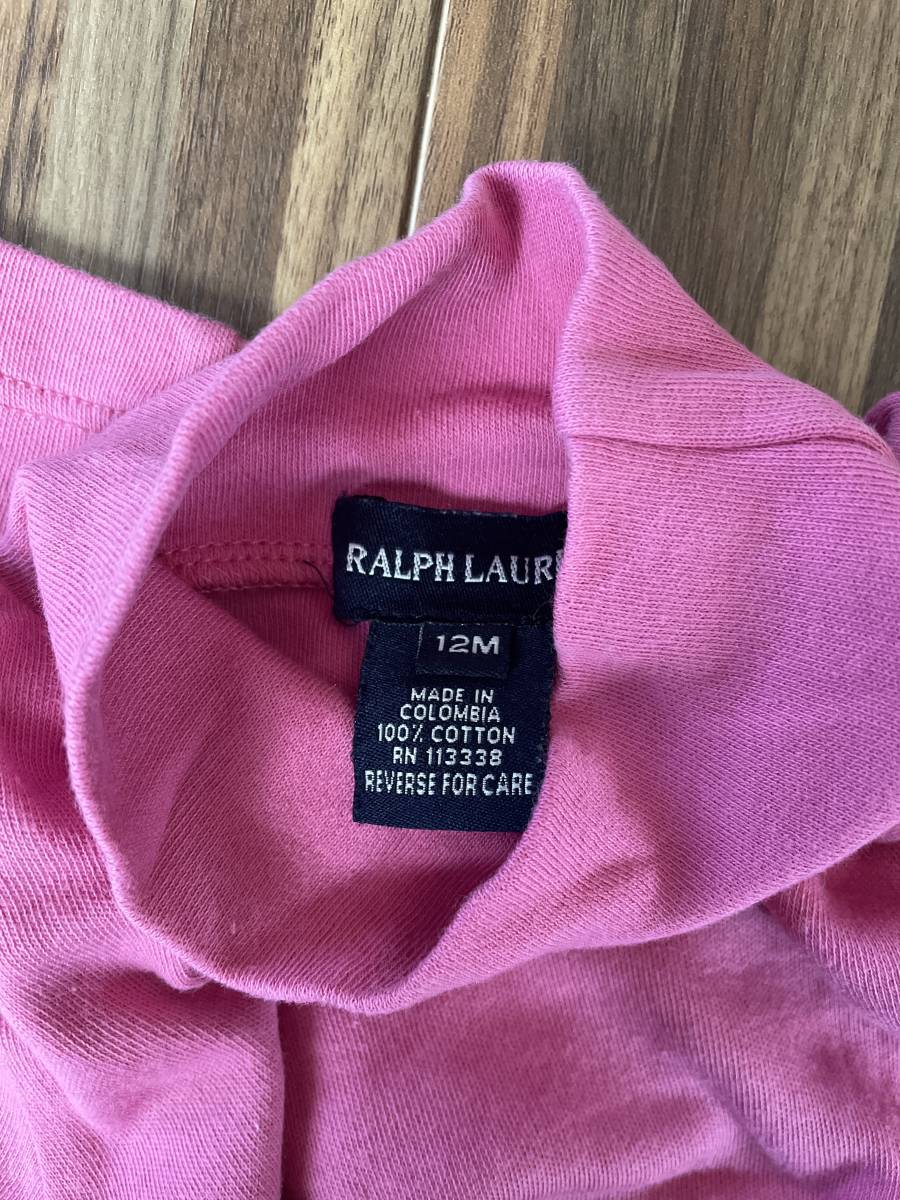 RALPH LAUR
12M
MADE IN
COLOMBIA
100% COTTON
RN 113338
REVERSE FOR CARE